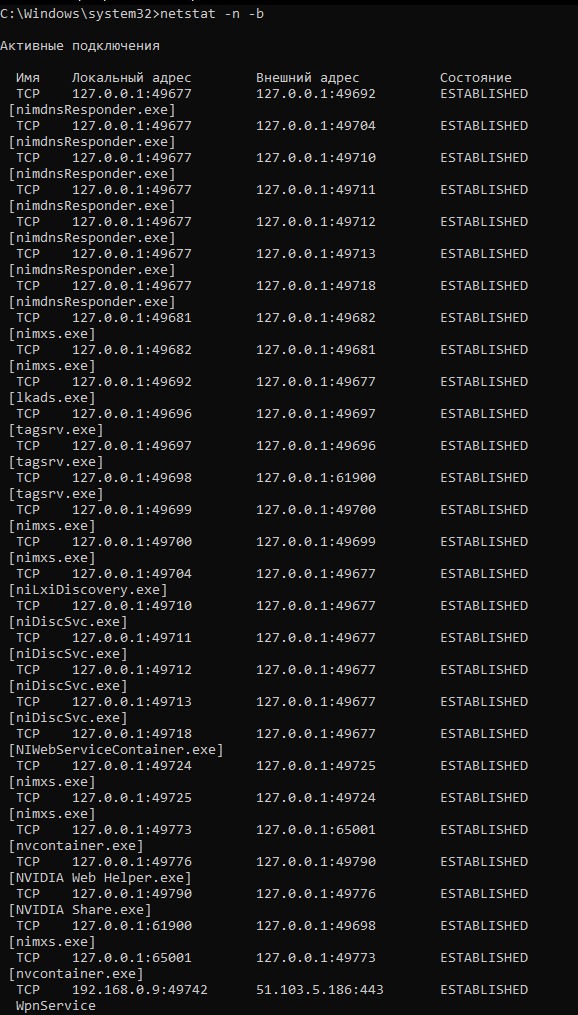 C:\Windows\system32>netstat -n -b
Активные подключения
Имя Локальный адрес Внешний адрес Состояние
TCP 127.0.0.1:49677 127.0.0.1:49692 ESTABLISHED
[nimdnsResponder.exe]
TCP 127.0.0.1:49677 127.0.0.1:49704 ESTABLISHED
[nimdnsResponder.exe]
TCP 127.0.0.1:49677 127.0.0.1:49710 ESTABLISHED
[nimdnsResponder.exe]
TCP 127.0.0.1:49677 127.0.0.1:49711 ESTABLISHED
[nimdnsResponder.exe]
TCP 127.0.0.1:49677 127.0.0.1:49712 ESTABLISHED
[nimdnsResponder.exe]
TCP 127.0.0.1:49677 127.0.0.1:49713 ESTABLISHED
[nimdnsResponder.exe]
TCP 127.0.0.1:49677 127.0.0.1:49718 ESTABLISHED
[nimdnsResponder.exe]
TCP 127.0.0.1:49681 127.0.0.1:49682 ESTABLISHED
[nimxs.exe]
TCP 127.0.0.1:49682 127.0.0.1:49681 ESTABLISHED
[nimxs.exe]
TCP 127.0.0.1:49692 127.0.0.1:49677 ESTABLISHED
[lkads.exe]
TCP 127.0.0.1:49696 127.0.0.1:49697 ESTABLISHED
[tagsrv.exe]
TCP 127.0.0.1:49697 127.0.0.1:49696 ESTABLISHED
[tagsrv.exe]
TCP 127.0.0.1:49698 127.0.0.1:61900 ESTABLISHED
[tagsrv.exe]
TCP 127.0.0.1:49699 127.0.0.1:49700 ESTABLISHED
[nimxs.exe]
TCP 127.0.0.1:49700 127.0.0.1:49699 ESTABLISHED
[nimxs.exe]
TCP 127.0.0.1:49704 127.0.0.1:49677 ESTABLISHED
[niLxiDiscovery.exe]
TCP 127.0.0.1:49710 127.0.0.1:49677 ESTABLISHED
[niDiscSvc.exe]
TCP 127.0.0.1:49711 127.0.0.1:49677 ESTABLISHED
[niDiscSvc.exe]
TCP 127.0.0.1:49712 127.0.0.1:49677 ESTABLISHED
[niDiscSvc.exe]
TCP 127.0.0.1:49713 127.0.0.1:49677 ESTABLISHED
[niDiscSvc.exe]
TCP 127.0.0.1:49718 127.0.0.1:49677 ESTABLISHED
[NIWebServiceContainer.exe]
TCP 127.0.0.1:49724 127.0.0.1:49725 ESTABLISHED
[nimxs.exe]
TCP 127.0.0.1:49725 127.0.0.1:49724 ESTABLISHED
[nimxs.exe]
TCP 127.0.0.1:49773 127.0.0.1:65001 ESTABLISHED
[nvcontainer.exe]
TCP 127.0.0.1:49776 127.0.0.1:49790 ESTABLISHED
[NVIDIA Web Helper.exe]
TCP 127.0.0.1:49790 127.0.0.1:49776 ESTABLISHED
[NVIDIA Share.exe]
TCP 127.0.0.1:61900 127.0.0.1:49698 ESTABLISHED
[nimxs.exe]
TCP 127.0.0.1:65001 127.0.0.1:49773 ESTABLISHED
[nvcontainer.exe]
TCP 192.168.0.9:49742 51.103.5.186:443 ESTABLISHED
WpnService